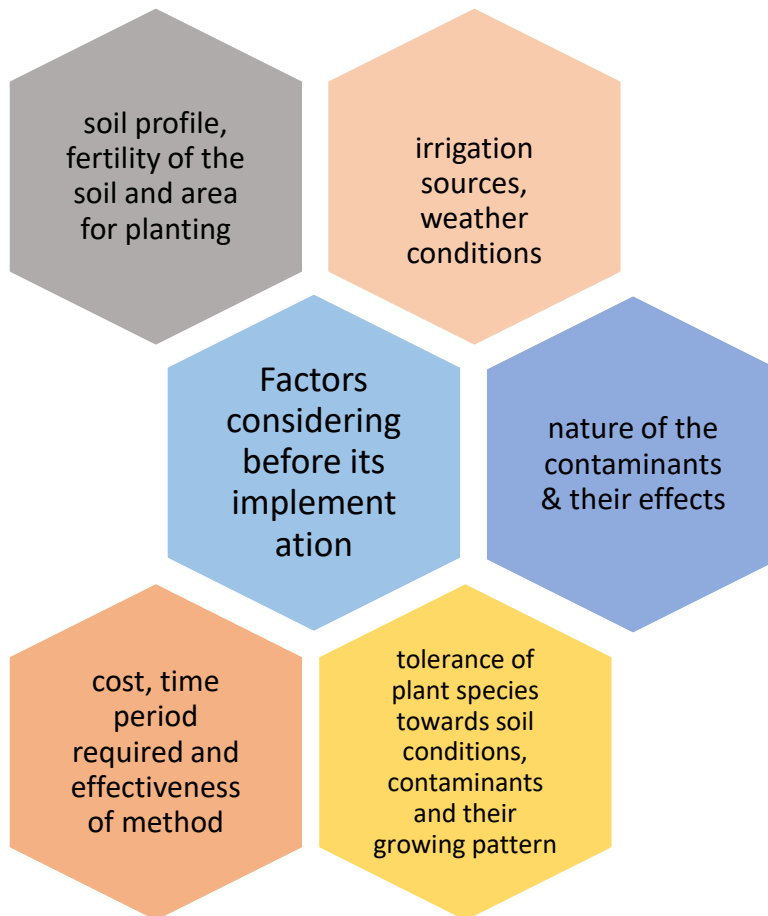 soil profile,
fertility of the
soil and area
for planting
irrigation
sources,
weather
conditions
Factors
considering
before its
implement
ation
nature of the
contaminants
& their effects
cost, time
period
required and
effectiveness
of method
tolerance of
plant species
towards soil
conditions,
contaminants
and their
growing pattern